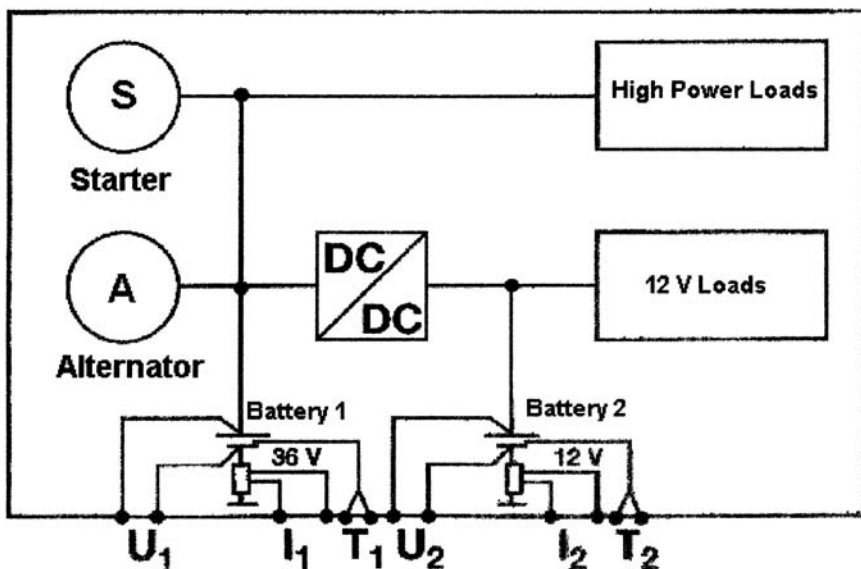 S
High Power Loads
Starter
DC
DC
A
12 V Loads
Alternator
Battery 1
Battery 2
36 V
12 V
U1
I1
T1
U2
I2
T2